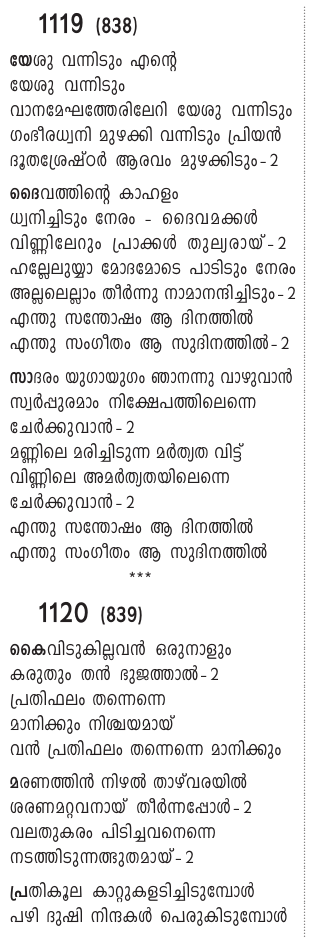 1119 (838)
യേശു വന്നിടും എന്റെ
യേശു വന്നിടും
വാനമേഘത്തേരിലേറി യേശു വന്നിടും
ഗംഭീരധ്വനി മുഴക്കി വന്നിടും പ്രിയൻ
ദൂതശ്രേഷ്ഠർ ആരവം മുഴക്കിടും-2
ദൈവത്തിന്റെ കാഹളം
ധ്വനിച്ചിടും നേരം - ദൈവമക്കൾ
വിണ്ണിലേറും പ്രാക്കൾ തുല്യരായ്-2
ഹല്ലേലുയ്യാ മോദമോടെ പാടിടും നേരം
അല്ലലെല്ലാം തീർന്നു നാമാനന്ദിച്ചിടും-2
എന്തു സന്തോഷം ആ ദിനത്തിൽ
എന്തു സംഗീതം ആ സുദിനത്തിൽ-2
സാദരം യുഗായുഗം ഞാനന്നു വാഴുവാൻ
സ്വർപ്പുരമാം നിക്ഷേപത്തിലെന്നെ
ചേർക്കുവാൻ-2
മണ്ണിലെ മരിച്ചിടുന്ന മർത്യത വിട്ട്
വിണ്ണിലെ അമർത്യതയിലെന്നെ
ചേർക്കുവാൻ-2
എന്തു സന്തോഷം ആ ദിനത്തിൽ
എന്തു സംഗീതം ആ സുദിനത്തിൽ
***
1120 (839)
കൈവിടുകില്ലവൻ ഒരുനാളും
കരുതും തൻ ഭുജത്താൽ-2
പ്രതിഫലം തന്നെന്നെ
മാനിക്കും നിശ്ചയമായ്
വൻ പ്രതിഫലം തന്നെന്നെ മാനിക്കും
മരണത്തിൻ നിഴൽ താഴ്‌വരയിൽ
ശരണമറ്റവനായ് തീർന്നപ്പോൾ-2
വലതുകരം പിടിച്ചവനെന്നെ
നടത്തിടുന്നത്ഭുതമായ്-2
പ്രതികൂല കാറ്റുകളടിച്ചിടുമ്പോൾ
പഴി ദുഷി നിന്ദകൾ പെരുകിടുമ്പോൾ